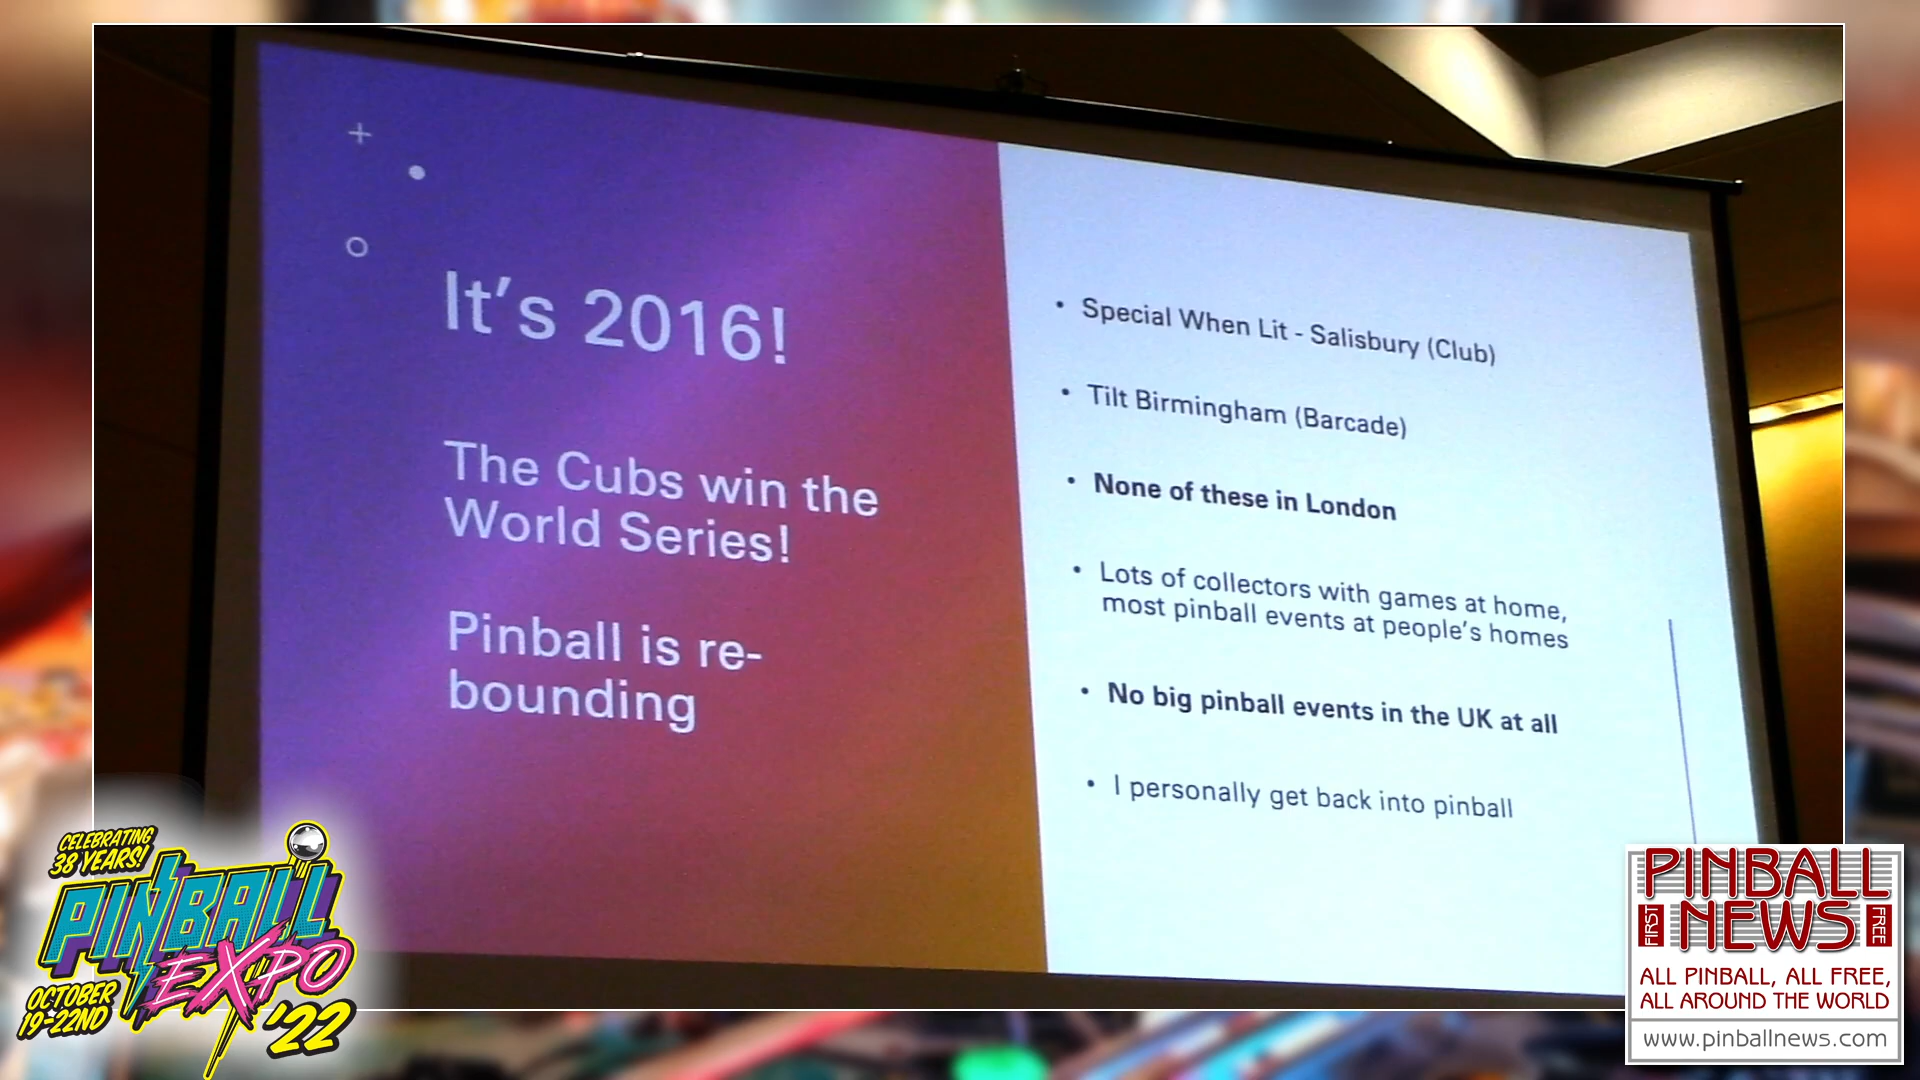 It's 2016!
The Cubs win the
World Series!
Pinball is re-
bounding
• Special When Lit - Salisbury (Club)
• Tilt Birmingham (Barcade)
• None of these in London
• Lots of collectors with games at home,
most pinball events at people's homes
• No big pinball events in the UK at all
• I personally get back into pinball
CELEBRATING
38 YEARS!
PINBALL
EXPO
OCTOBER
19-22ND
'22
PINBALL
FIRST NEWS FREE
ALL PINBALL, ALL FREE,
ALL AROUND THE WORLD
www.pinballnews.com